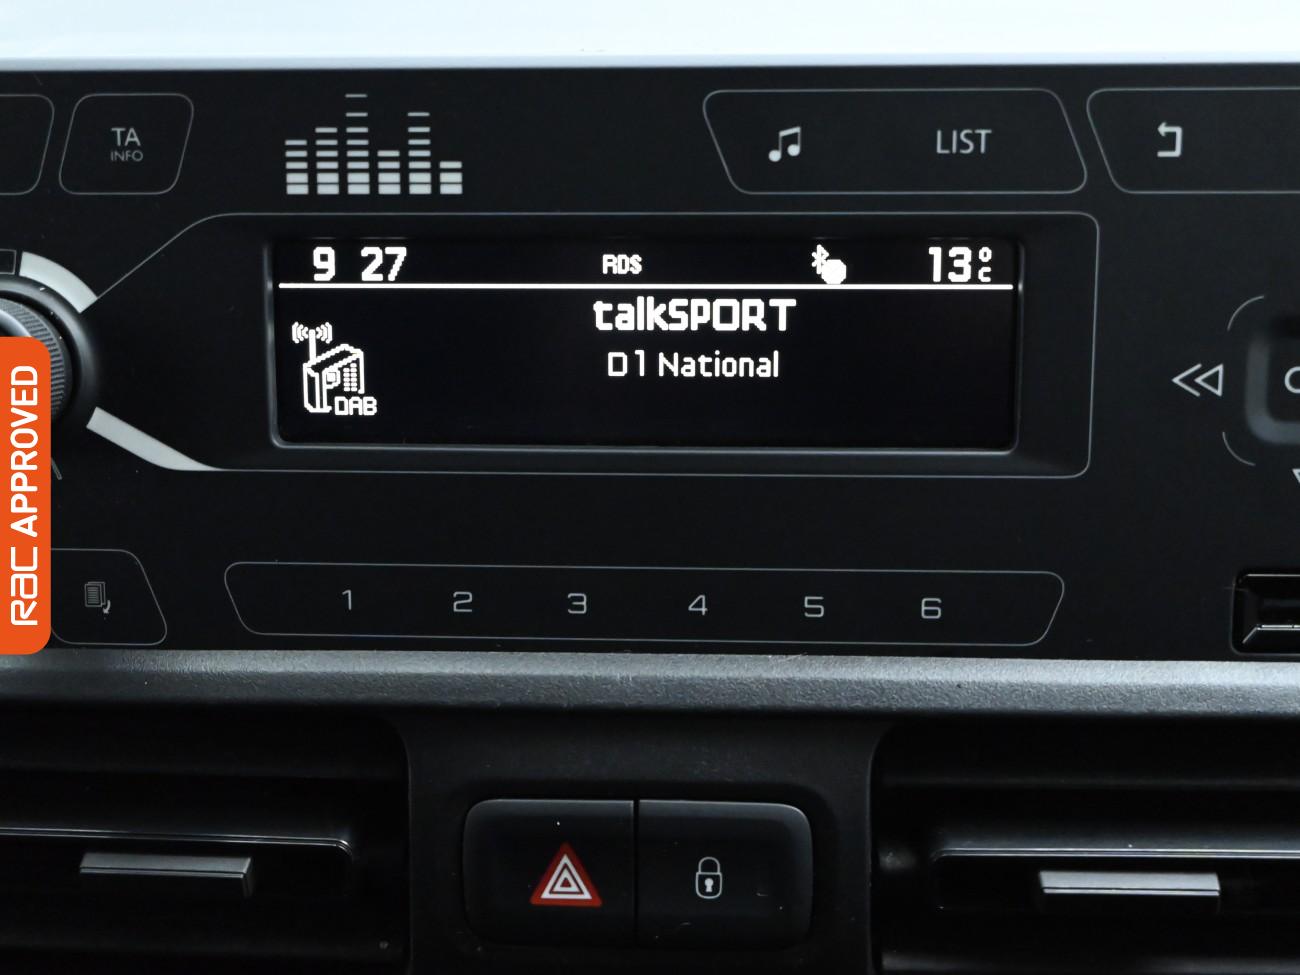 TA
INFO
LIST
9 27 RDS 13°C
talkSPORT
D1 National
DAB
1 2 3 4 5 6
RAC APPROVED